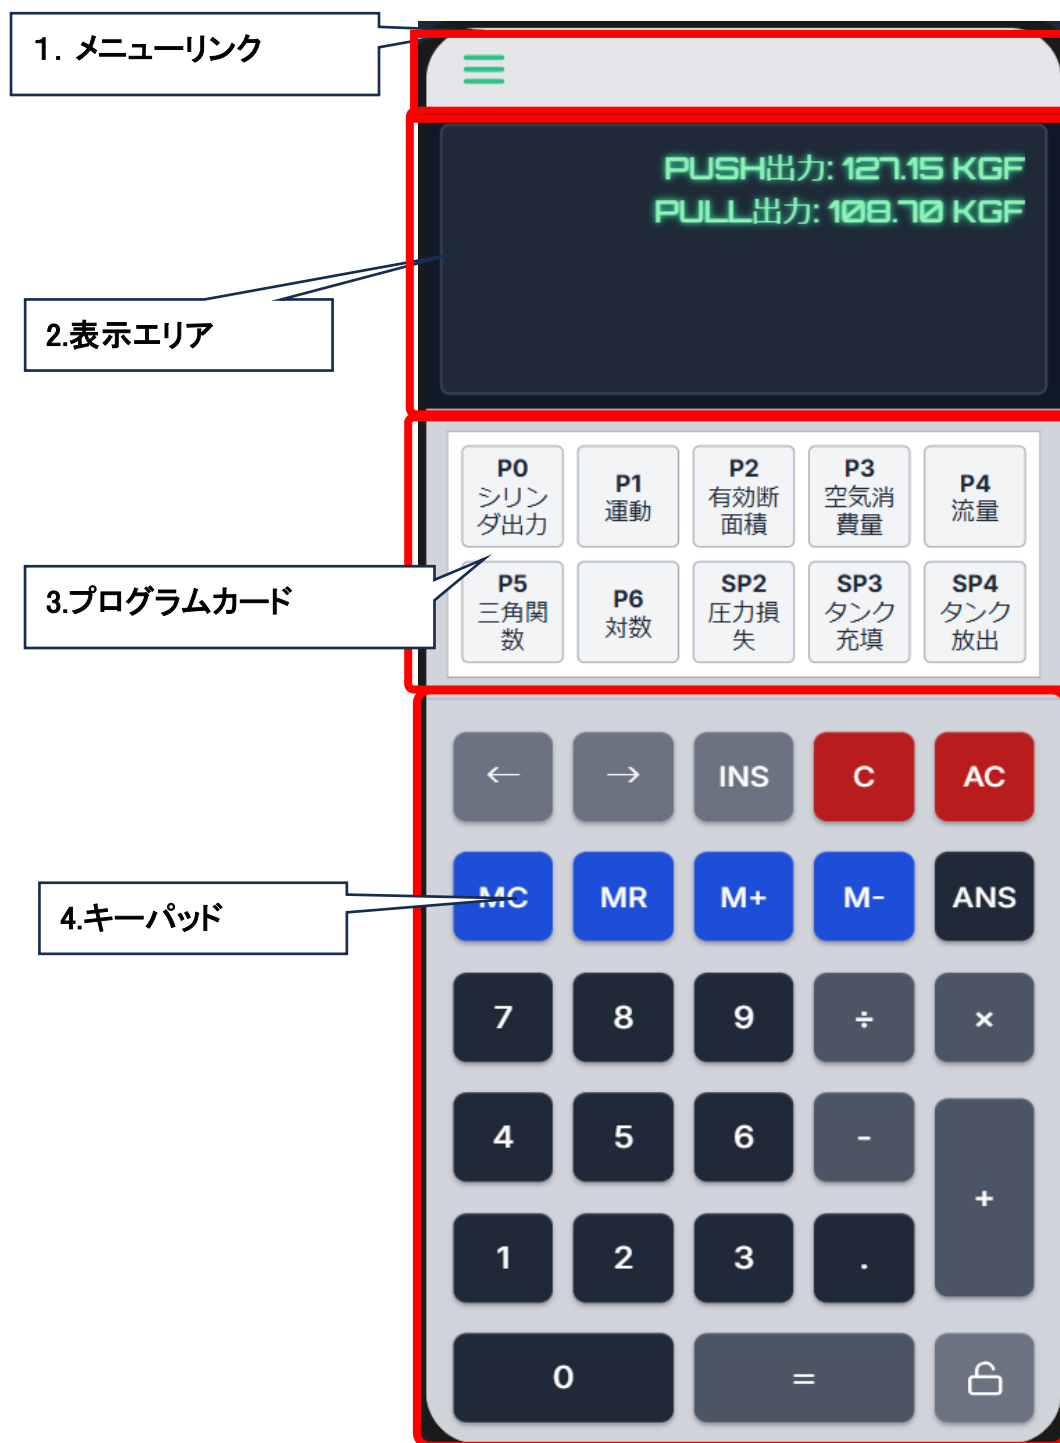 1. メニューリンク
PUSH出力: 127.15 KGF
PULL出力: 108.70 KGF
2.表示エリア
P0
シリン
ダ出力
P1
運動
P2
有効断
面積
P3
空気消
費量
P4
流量
3.プログラムカード
P5
三角関
数
P6
対数
SP2
圧力損
失
SP3
タンク
充填
SP4
タンク
放出
← → INS C AC
4.キーパッド
MC MR M+ M- ANS
7 8 9 ÷ ×
4 5 6 -
+
1 2 3 .
0 =